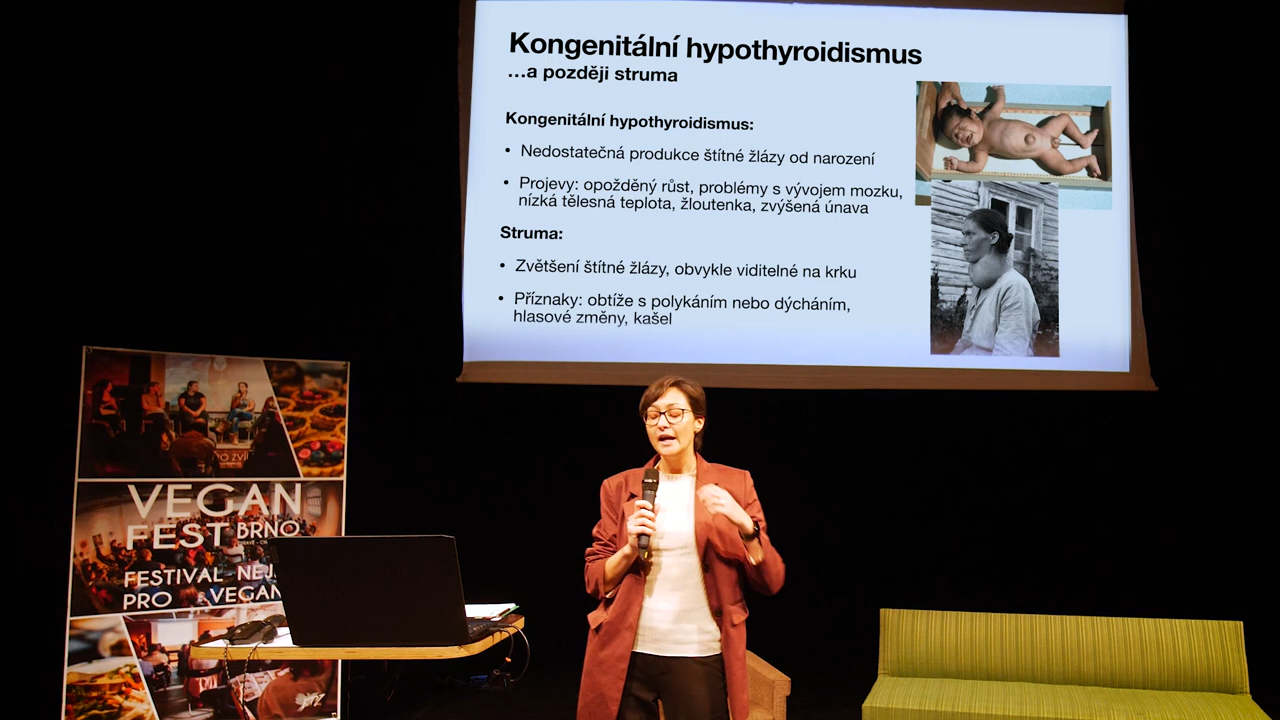 Kongenitální hypothyroidismus
...a později struma
Kongenitální hypothyroidismus:
• Nedostatečná produkce štítné žlázy od narození
• Projevy: opožděný růst, problémy s vývojem mozku,
nízká tělesná teplota, žloutenka, zvýšená únava
Struma:
• Zvětšení štítné žlázy, obvykle viditelné na krku
• Příznaky: obtíže s polykáním nebo dýcháním,
hlasové změny, kašel
VEGAN
FEST BRNO
FESTIVAL NEJ
PRO VEGAN